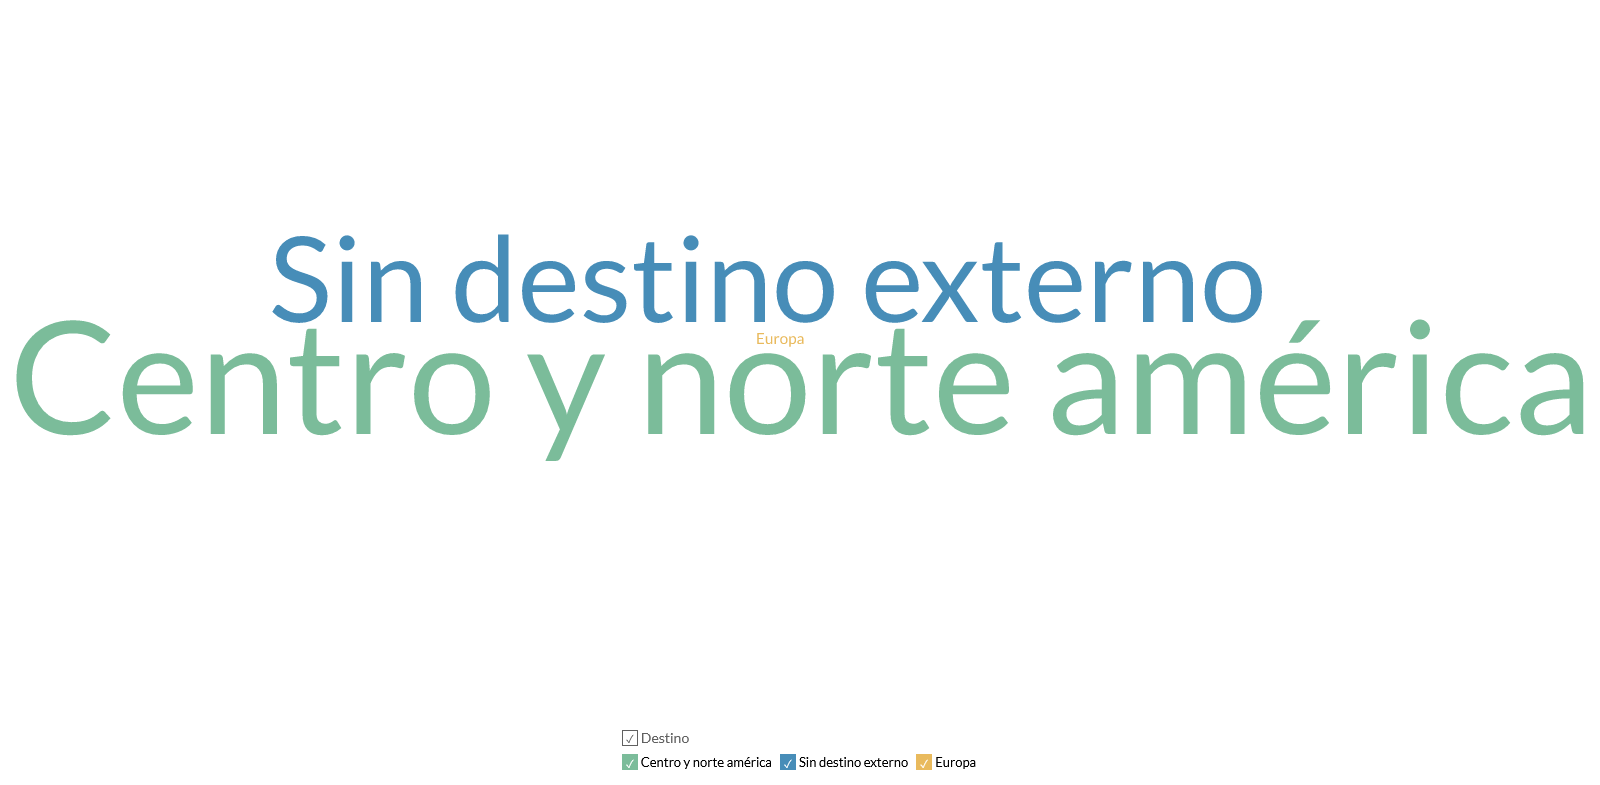 Sin destino externo
Europa
Centro y norte américa
Destino
Centro y norte américa Sin destino externo Europa